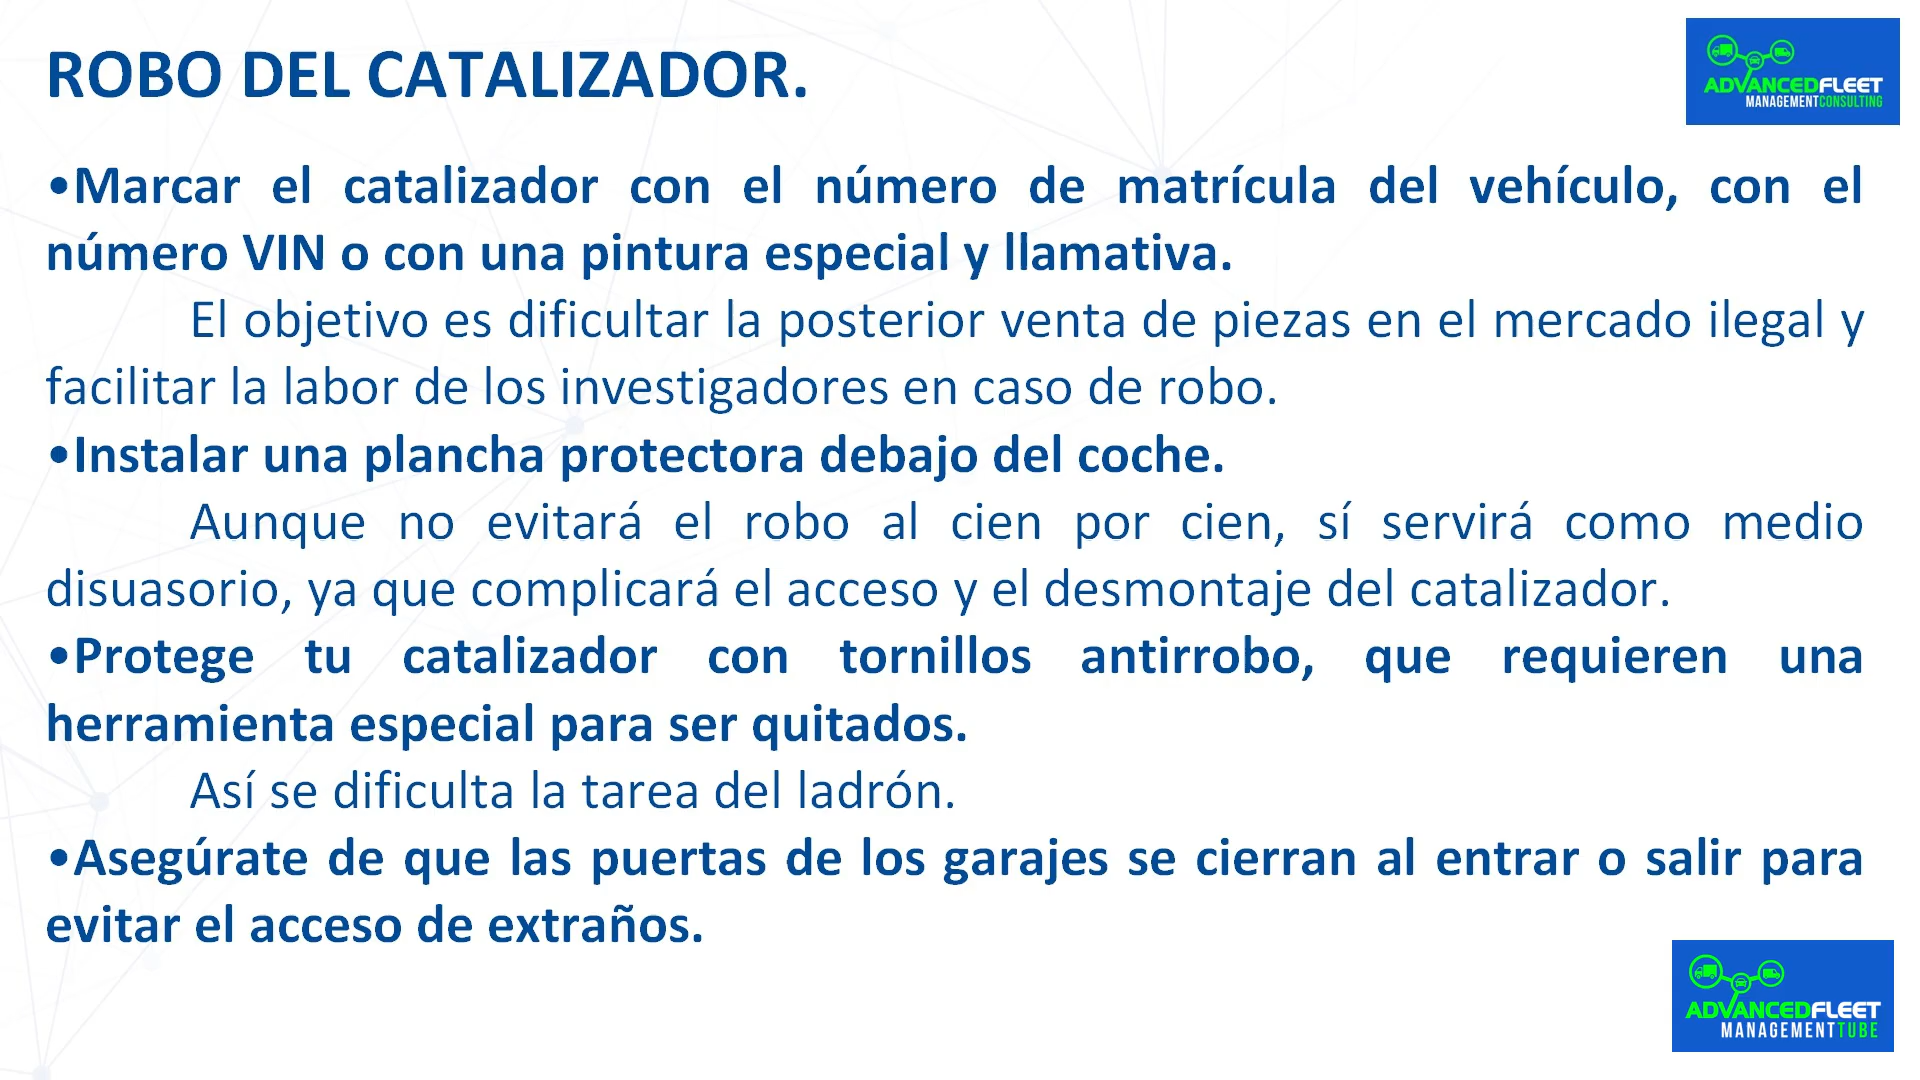 ROBO DEL CATALIZADOR.
ADVANCEDFLEET
MANAGEMENTCONSULTING
•Marcar el catalizador con el número de matrícula del vehículo, con el
número VIN o con una pintura especial y llamativa.
El objetivo es dificultar la posterior venta de piezas en el mercado ilegal y
facilitar la labor de los investigadores en caso de robo.
•Instalar una plancha protectora debajo del coche.
Aunque no evitará el robo al cien por cien, sí servirá como medio
disuasorio, ya que complicará el acceso y el desmontaje del catalizador.
•Protege tu catalizador con tornillos antirrobo, que requieren una
herramienta especial para ser quitados.
Así se dificulta la tarea del ladrón.
•Asegúrate de que las puertas de los garajes se cierran al entrar o salir para
evitar el acceso de extraños.
ADVANCEDFLEET
MANAGEMENTTUBE